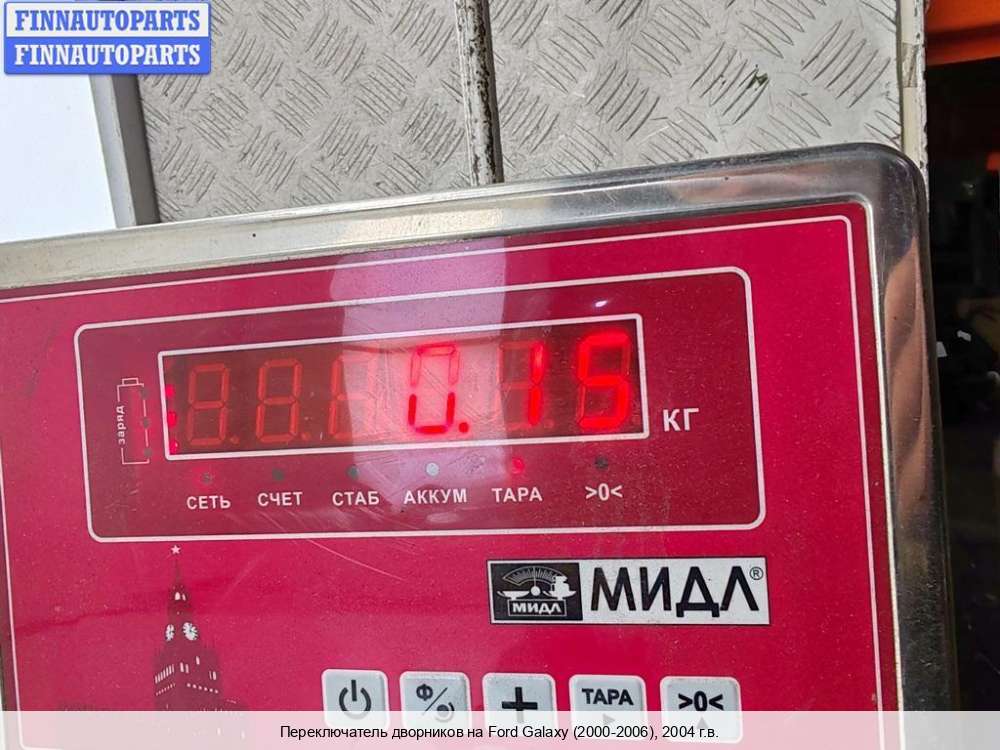 FINNAUTOPARTS
FINNAUTOPARTS
0.15
КГ
заряд
СЕТЬ СЧЕТ СТАБ АККУМ ТАРА >0<
МИДЛ МИДЛ®
Ф
+ ТАРА >0<
Переключатель дворников на Ford Galaxy (2000-2006), 2004 г.в.